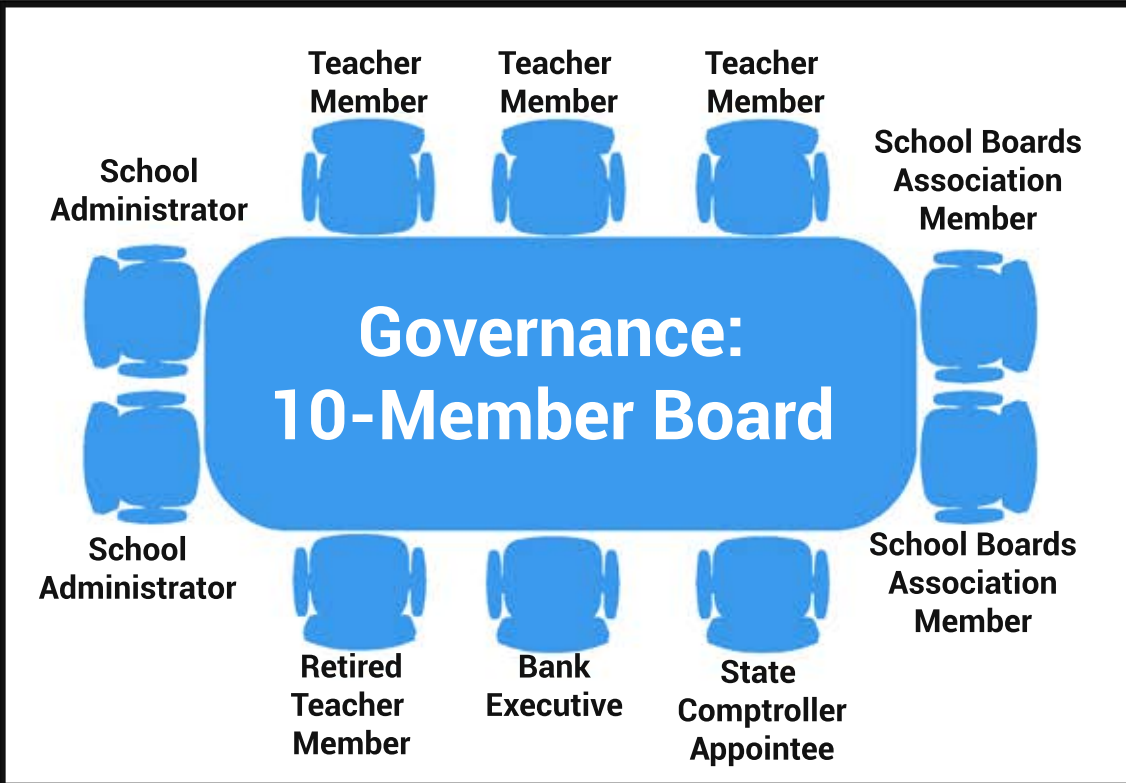 Teacher
Member
Teacher
Member
Teacher
Member
School Boards
Association
Member
School
Administrator
Governance:
10-Member Board
School
Administrator
School Boards
Association
Member
Retired
Teacher
Member
Bank
Executive
State
Comptroller
Appointee